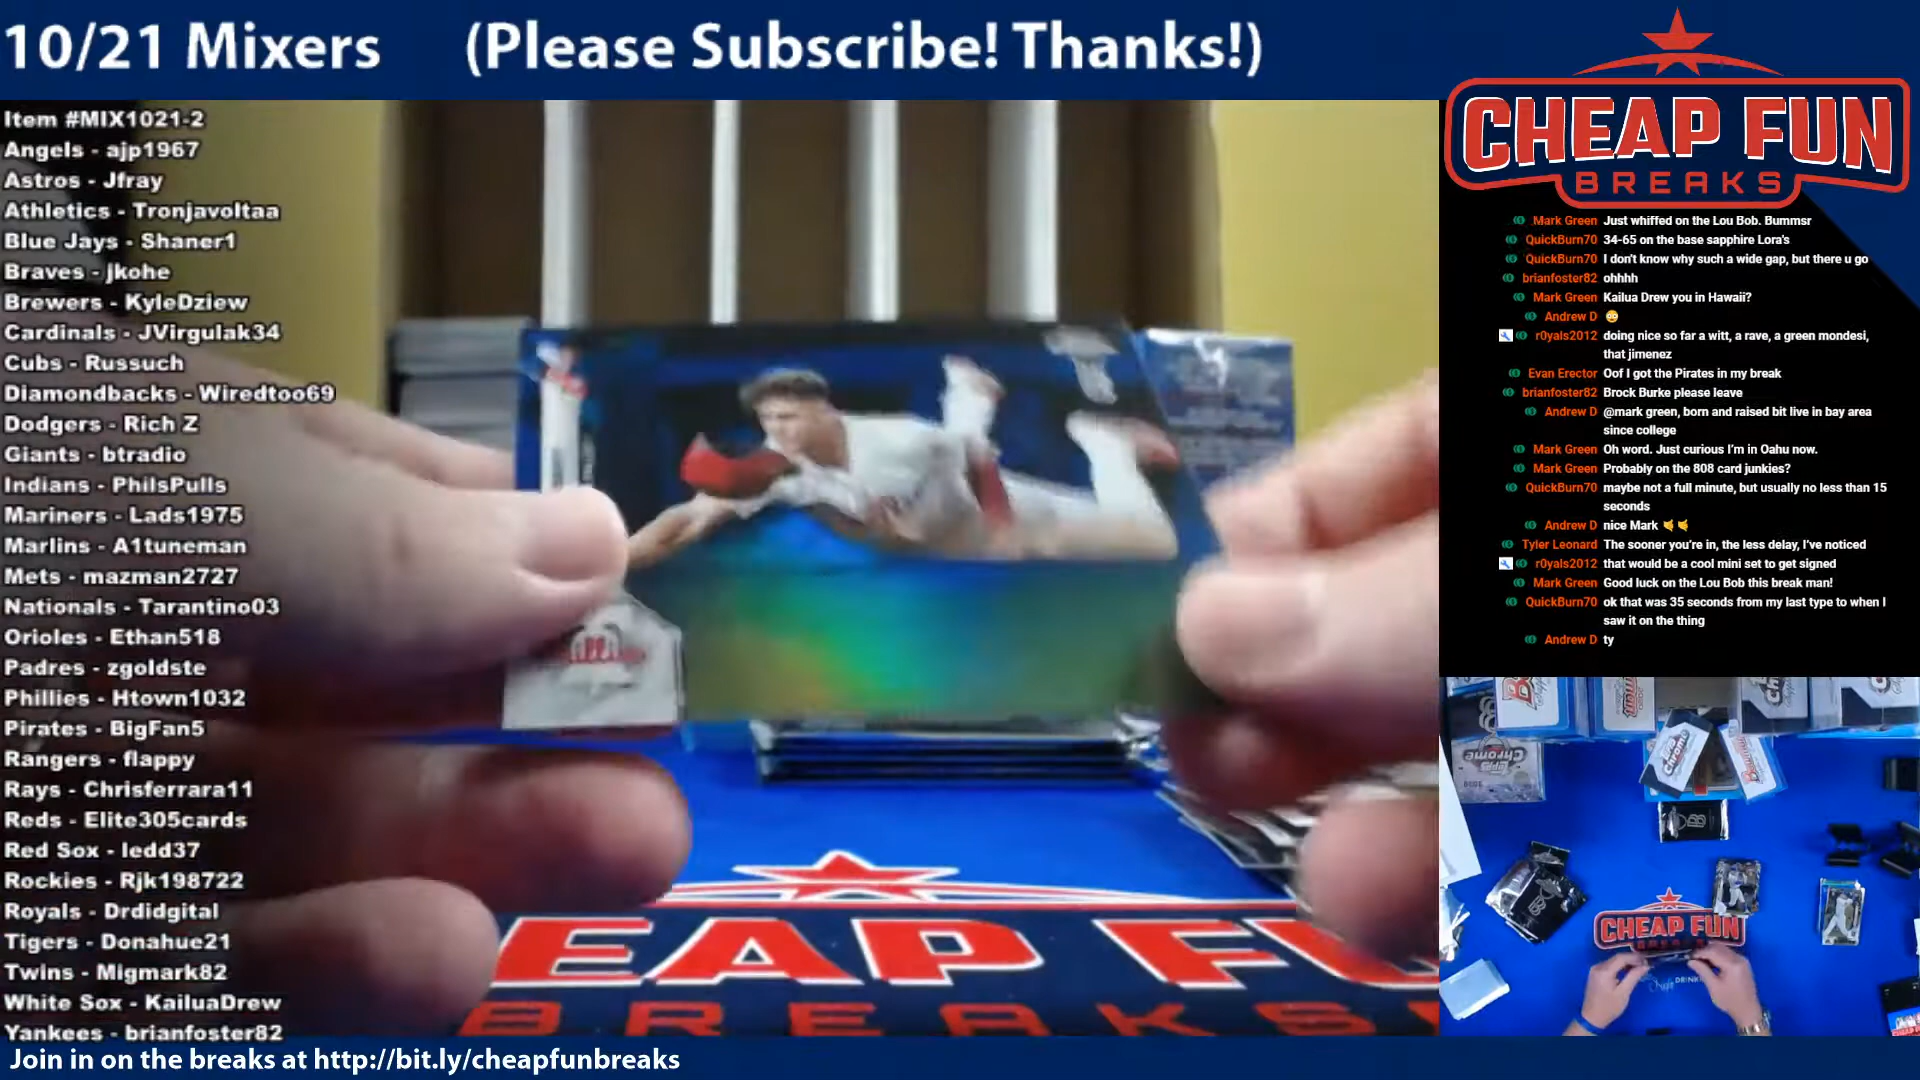 10/21 Mixers (Please Subscribe! Thanks!)
CHEAP FUN
BREAKS
Item #MIX1021-2
Angels - ajp1967
Astros - Jfray
Athletics - Tronjavoltaa
Blue Jays - Shaner1
Braves - jkohe
Brewers - KyleDziew
Cardinals - JVirgulak34
Cubs - Russuch
Diamondbacks - Wiredtoo69
Dodgers - Rich Z
Giants - btradio
Indians - PhilsPulls
Mariners - Lads1975
Marlins - A1tuneman
Mets - mazman2727
Nationals - Tarantino03
Orioles - Ethan518
Padres - zgoldste
Phillies - Htown1032
Pirates - BigFan5
Rangers - flappy
Rays - Chrisferrara11
Reds - Elite305cards
Red Sox - ledd37
Rockies - Rjk198722
Royals - Drdidgital
Tigers - Donahue21
Twins - Migmark82
White Sox - KailuaDrew
Yankees - brianfoster82
Mark Green Just whiffed on the Lou Bob. Bummsr
QuickBurn70 34-65 on the base sapphire Lora's
QuickBurn70 I don't know why such a wide gap, but there u go
brianfoster82 ohhhh
Mark Green Kailua Drew you in Hawaii?
Andrew D 😳
r0yals2012 doing nice so far a witt, a rave, a green mondesi,
that jimenez
Evan Erector Oof I got the Pirates in my break
brianfoster82 Brock Burke please leave
Andrew D @mark green, born and raised bit live in bay area
since college
Mark Green Oh word. Just curious I'm in Oahu now.
Mark Green Probably on the 808 card junkies?
QuickBurn70 maybe not a full minute, but usually no less than 15
seconds
Andrew D nice Mark 🤙🤙
Tyler Leonard The sooner you're in, the less delay, I've noticed
r0yals2012 that would be a cool mini set to get signed
Mark Green Good luck on the Lou Bob this break man!
QuickBurn70 ok that was 35 seconds from my last type to when I
saw it on the thing
Andrew D ty
EAP FU
BREAKS
Chrome
CHEAP FUN
BREAKS
Join in on the breaks at http://bit.ly/cheapfunbreaks